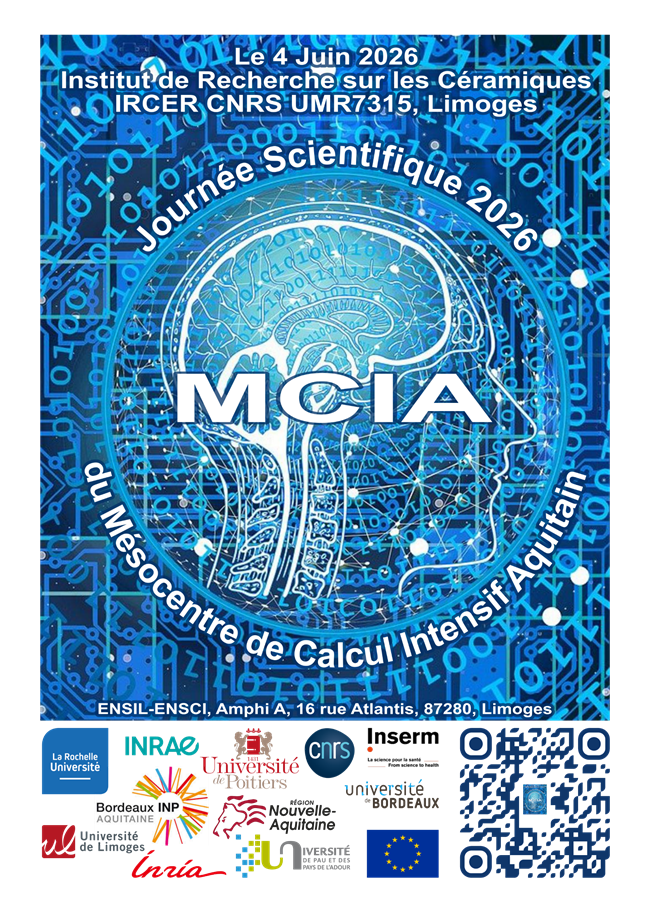 Le 4 Juin 2026
Institut de Recherche sur les Céramiques
IRCER CNRS UMR7315, Limoges
Journée Scientifique 2026
MCIA
du Mésocentre de Calcul Intensif Aquitain
ENSIL-ENSCI, Amphi A, 16 rue Atlantis, 87280, Limoges
La Rochelle
Université
INRAE
1431
Université
de Poitiers
cnrs
Inserm
La science pour la santé
From science to health
Bordeaux INP
AQUITAINE
RÉGION
Nouvelle-
Aquitaine
université
de BORDEAUX
ul
Université
de Limoges
Inria
UNIVERSITÉ
DE PAU ET DES
PAYS DE L'ADOUR